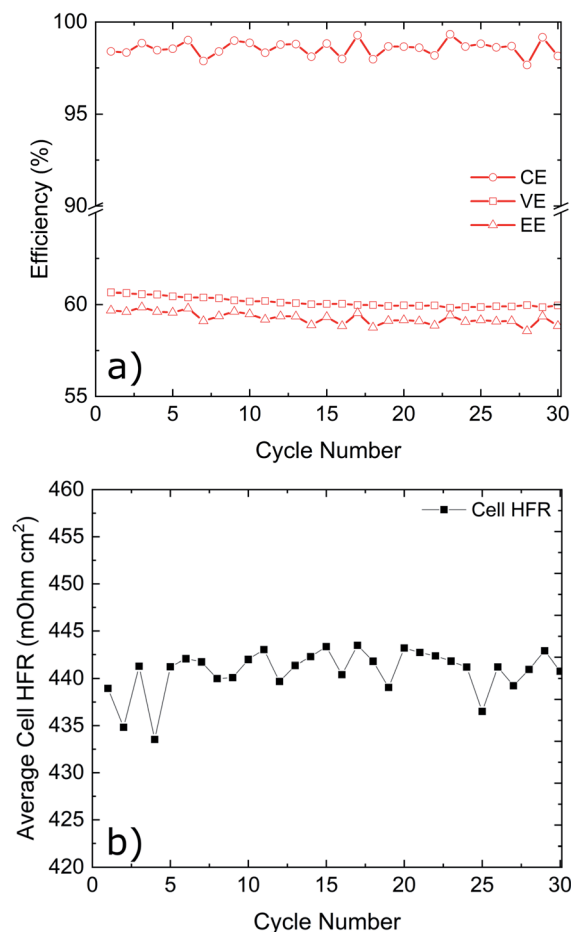 100
95
90
60
55
Efficiency (%)
CE
VE
EE
a)
0 5 10 15 20 25 30
Cycle Number
460
455
450
445
440
435
430
425
420
Average Cell HFR (mOhm cm²)
Cell HFR
b)
0 5 10 15 20 25 30
Cycle Number